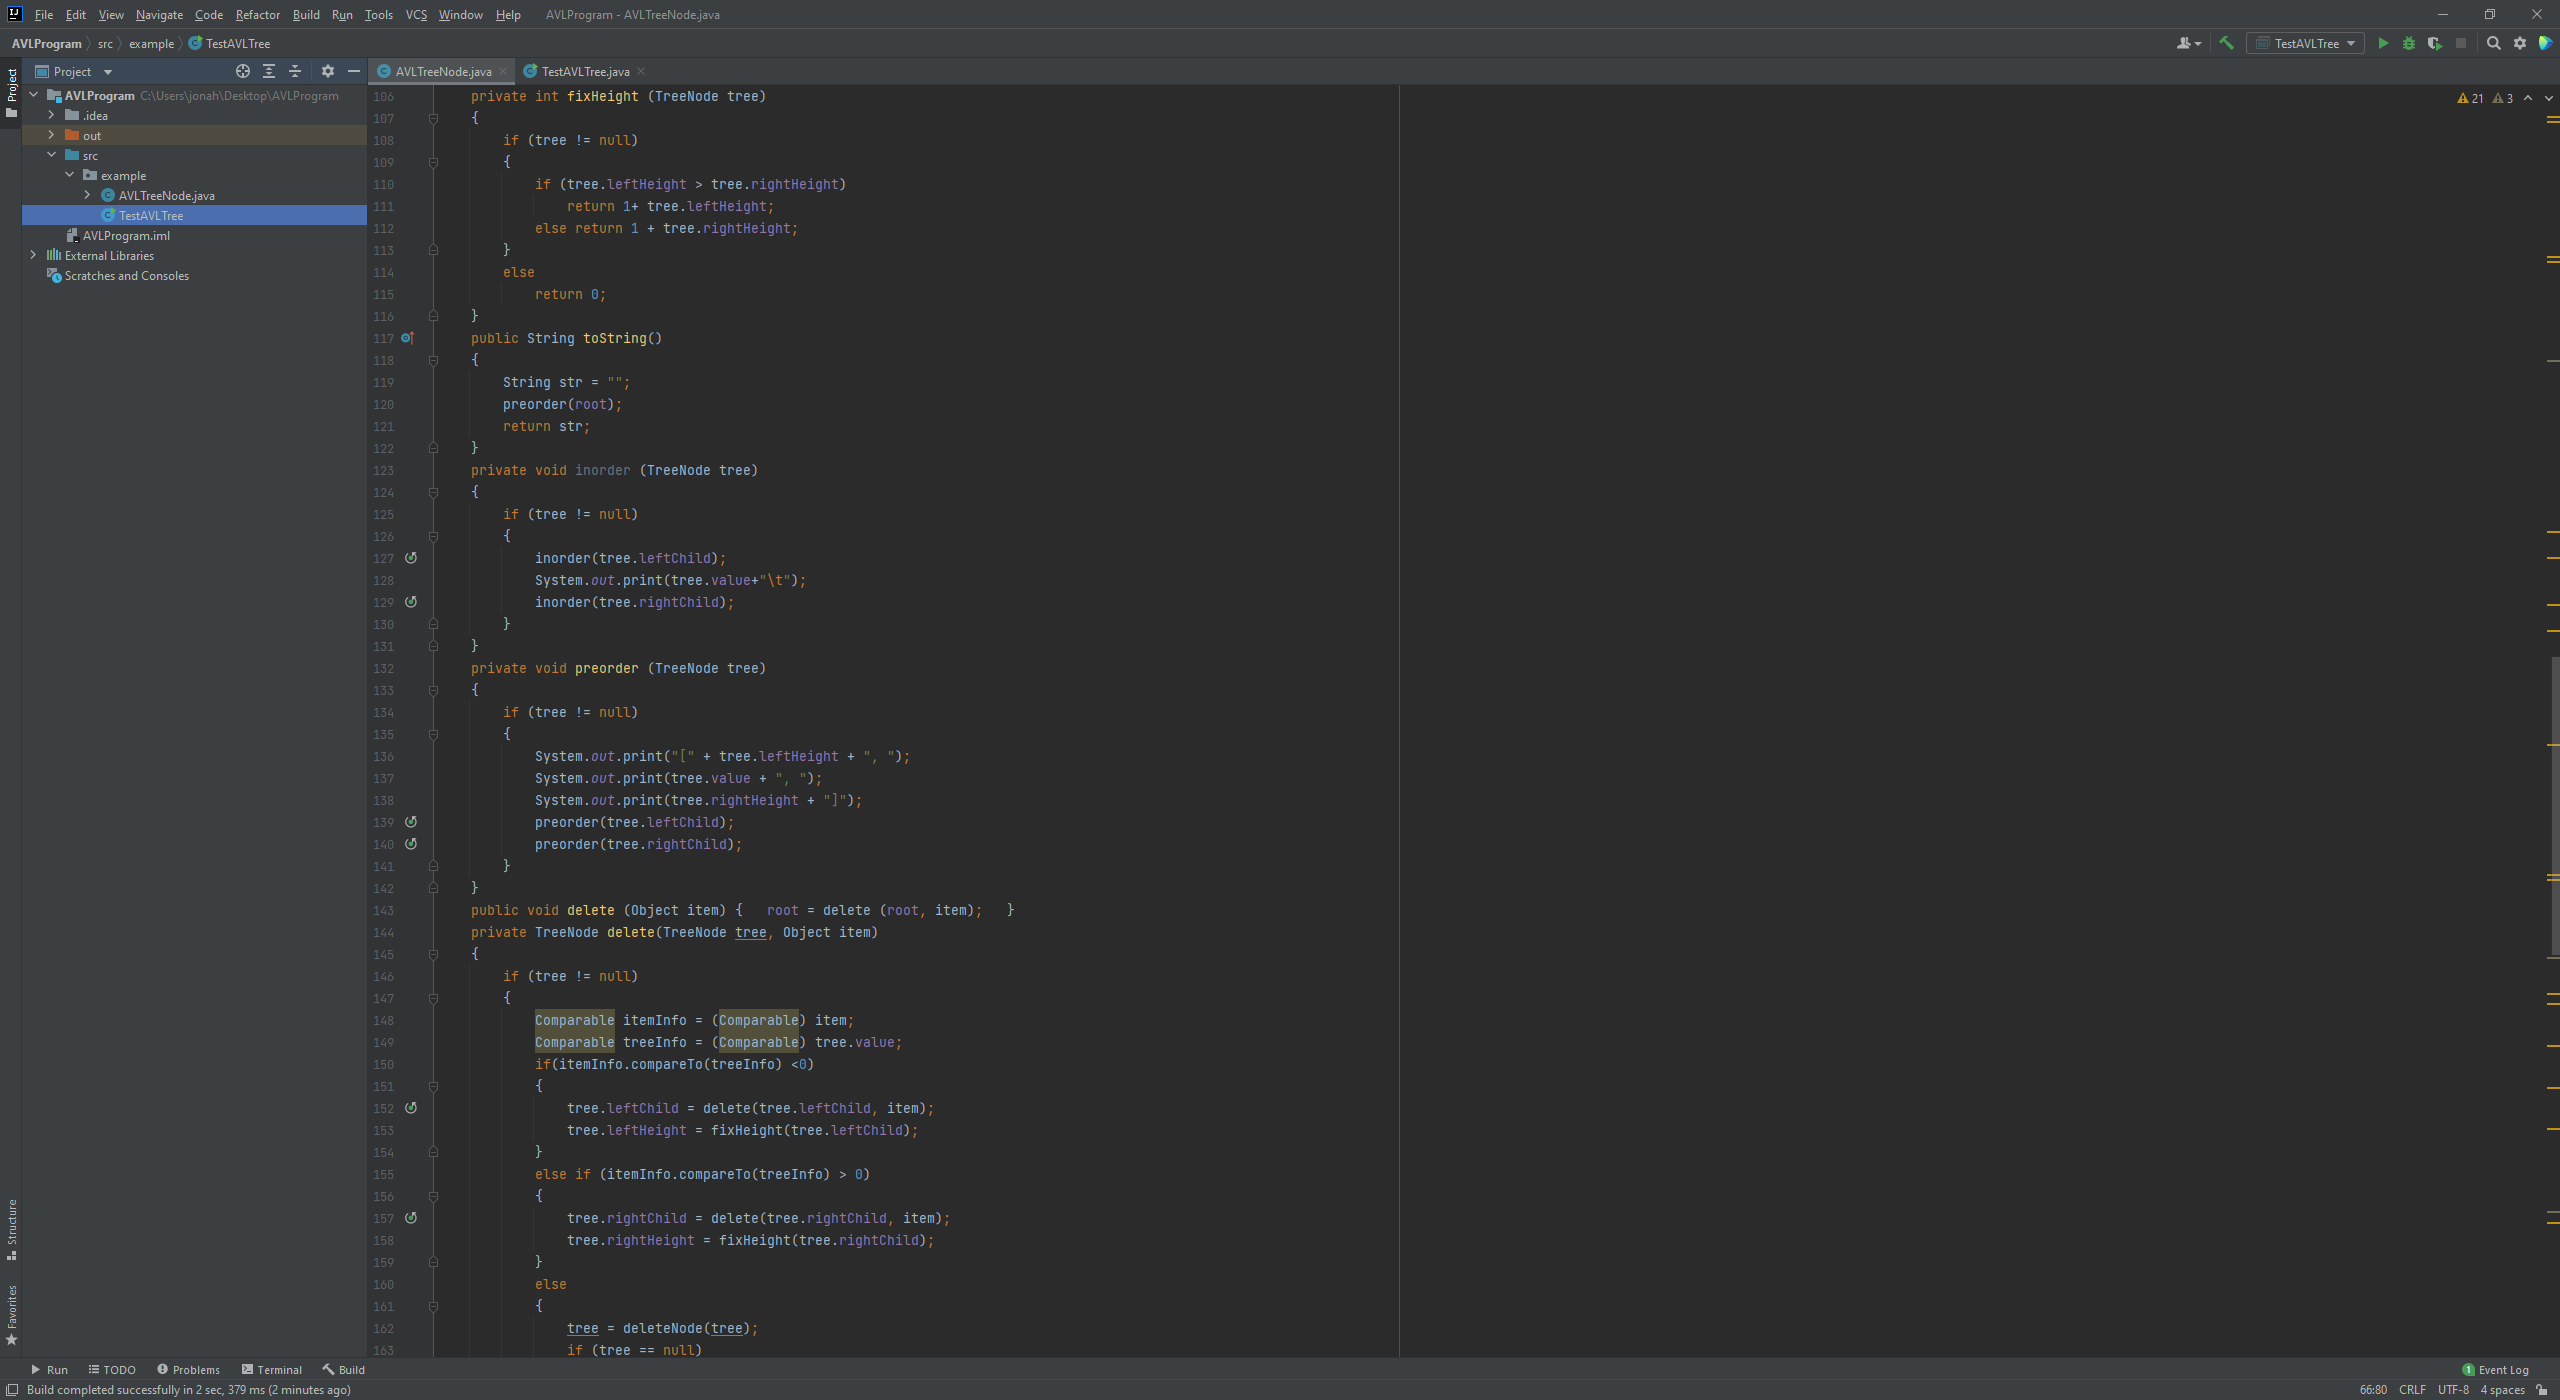 File Edit View Navigate Code Refactor Build Run Tools VCS Window Help AVLProgram - AVLTreeNode.java
AVLProgram src example TestAVLTree
TestAVLTree
Project
AVLTreeNode.java
TestAVLTree.java
Project
AVLProgram C:\Users\jonah\Desktop\AVLProgram
.idea
out
src
example
AVLTreeNode.java
TestAVLTree
AVLProgram.iml
External Libraries
Scratches and Consoles
21 3
106 private int fixHeight (TreeNode tree)
107 {
108 if (tree != null)
109 {
110 if (tree.leftHeight > tree.rightHeight)
111 return 1+ tree.leftHeight;
112 else return 1 + tree.rightHeight;
113 }
114 else
115 return 0;
116 }
117 public String toString()
118 {
119 String str = "";
120 preorder(root);
121 return str;
122 }
123 private void inorder (TreeNode tree)
124 {
125 if (tree != null)
126 {
127 inorder(tree.leftChild);
128 System.out.print(tree.value+"\t");
129 inorder(tree.rightChild);
130 }
131 }
132 private void preorder (TreeNode tree)
133 {
134 if (tree != null)
135 {
136 System.out.print("[" + tree.leftHeight + ", ");
137 System.out.print(tree.value + ", ");
138 System.out.print(tree.rightHeight + "]");
139 preorder(tree.leftChild);
140 preorder(tree.rightChild);
141 }
142 }
143 public void delete (Object item) { root = delete (root, item); }
144 private TreeNode delete(TreeNode tree, Object item)
145 {
146 if (tree != null)
147 {
148 Comparable itemInfo = (Comparable) item;
149 Comparable treeInfo = (Comparable) tree.value;
150 if(itemInfo.compareTo(treeInfo) <0)
151 {
152 tree.leftChild = delete(tree.leftChild, item);
153 tree.leftHeight = fixHeight(tree.leftChild);
154 }
155 else if (itemInfo.compareTo(treeInfo) > 0)
156 {
157 tree.rightChild = delete(tree.rightChild, item);
158 tree.rightHeight = fixHeight(tree.rightChild);
159 }
160 else
161 {
162 tree = deleteNode(tree);
163 if (tree == null)
Structure
Favorites
Run TODO Problems Terminal Build
1 Event Log
Build completed successfully in 2 sec, 379 ms (2 minutes ago)
66:80 CRLF UTF-8 4 spaces